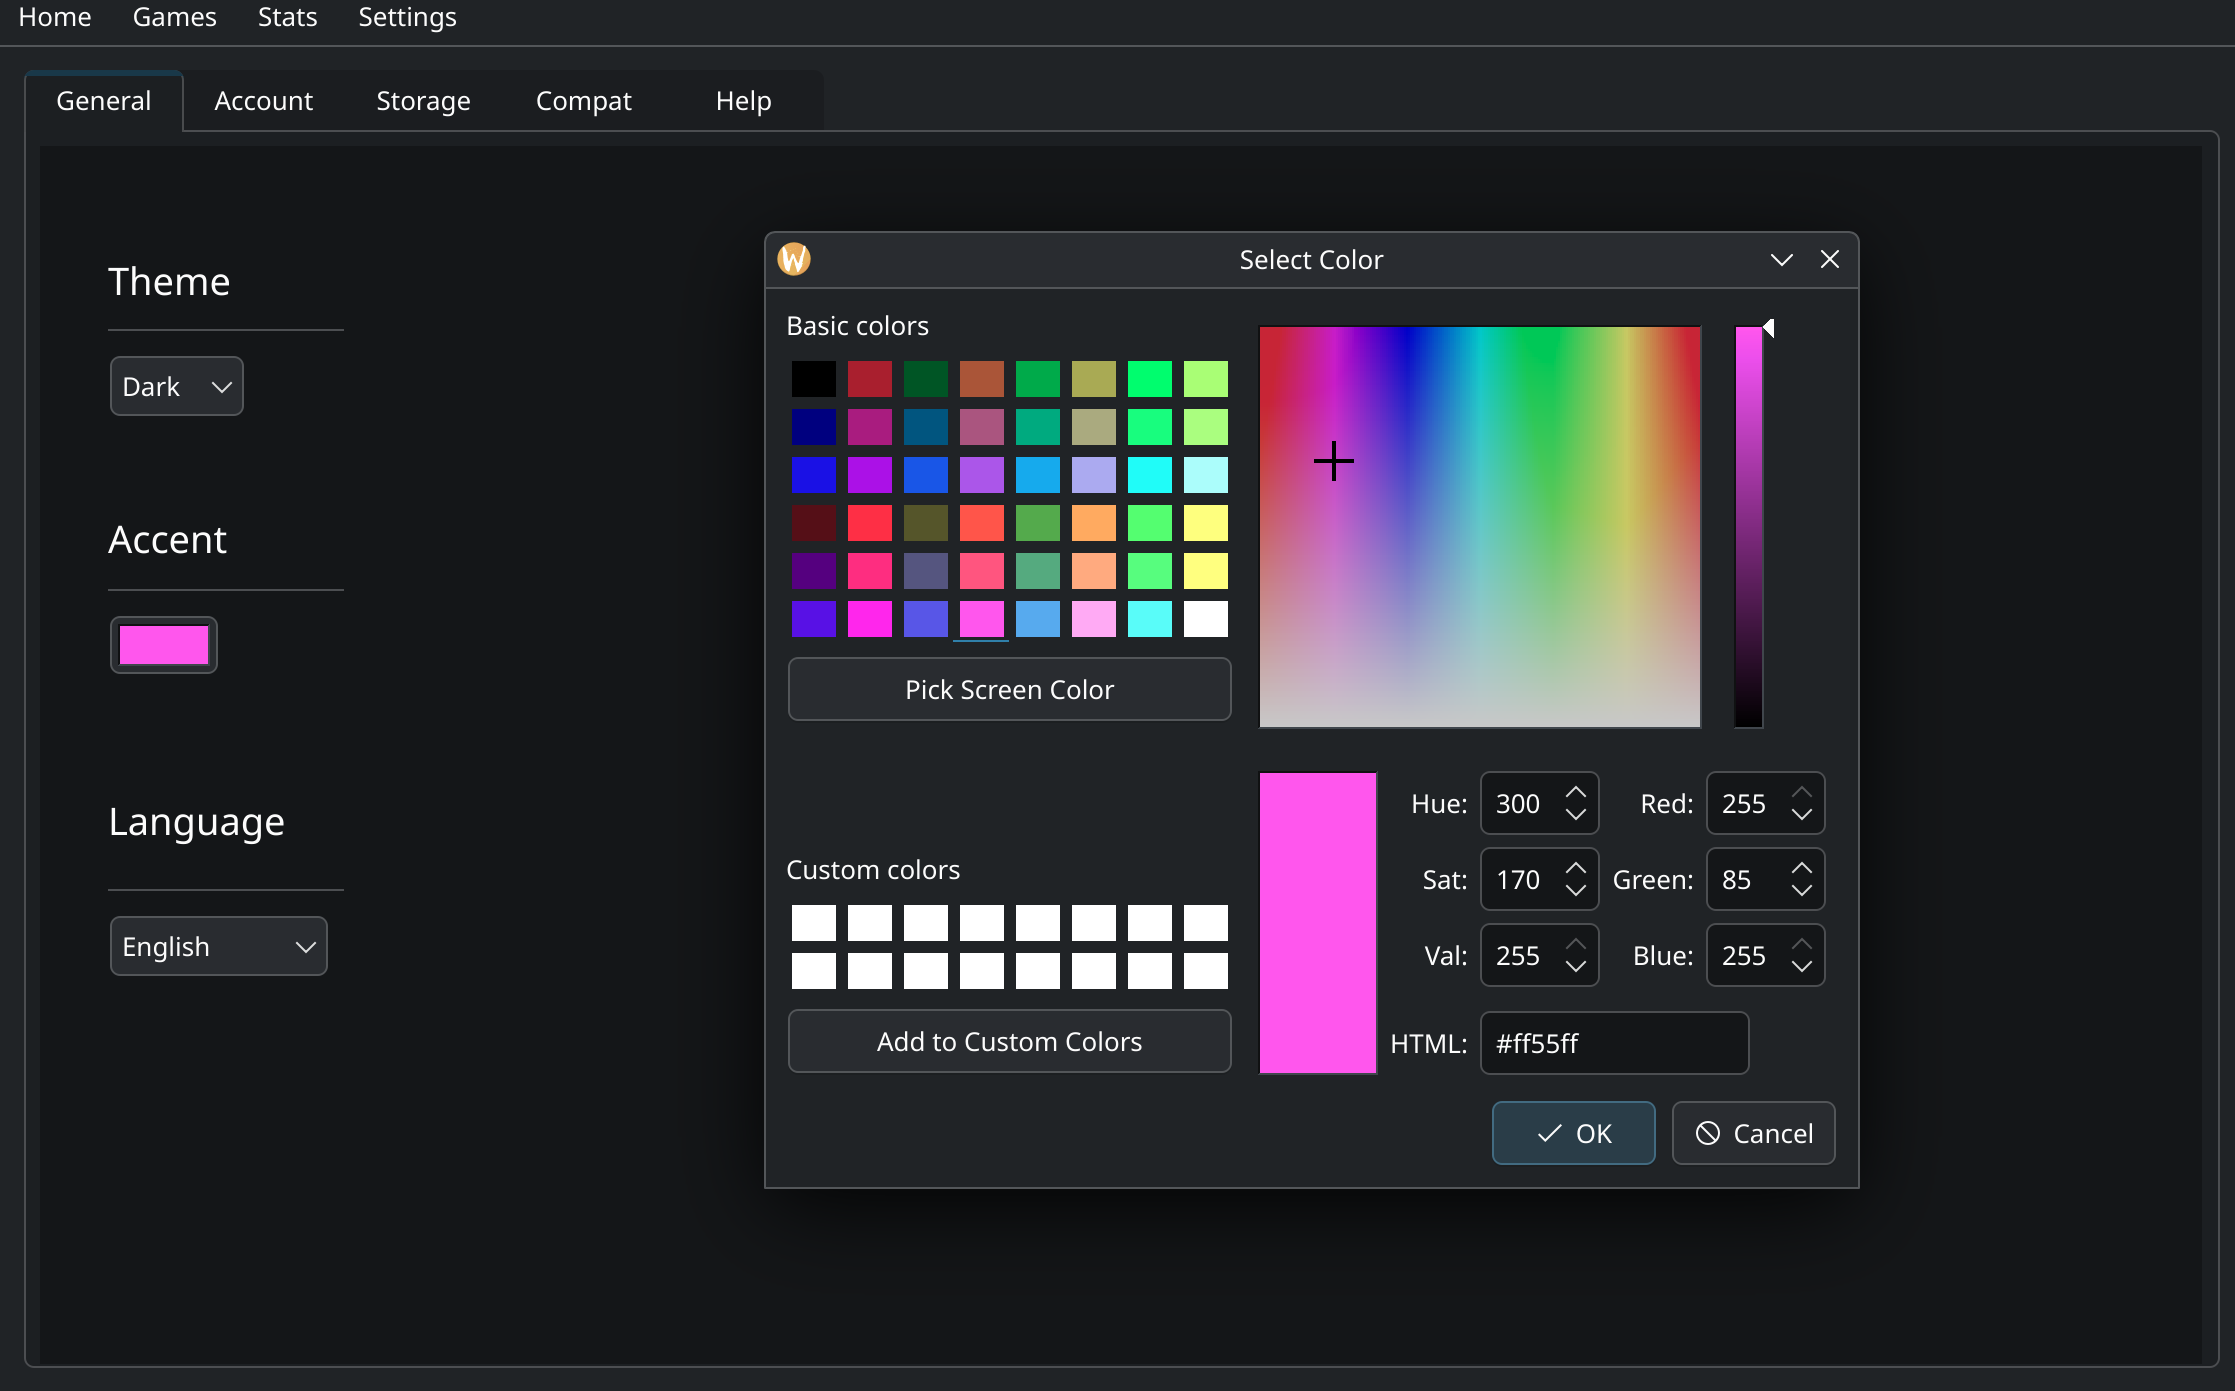 Home Games Stats Settings
General Account Storage Compat Help
Theme
Dark
Accent
Language
English
Select Color
Basic colors
Pick Screen Color
Custom colors
Add to Custom Colors
Hue: 300 Red: 255
Sat: 170 Green: 85
Val: 255 Blue: 255
HTML: #ff55ff
OK Cancel